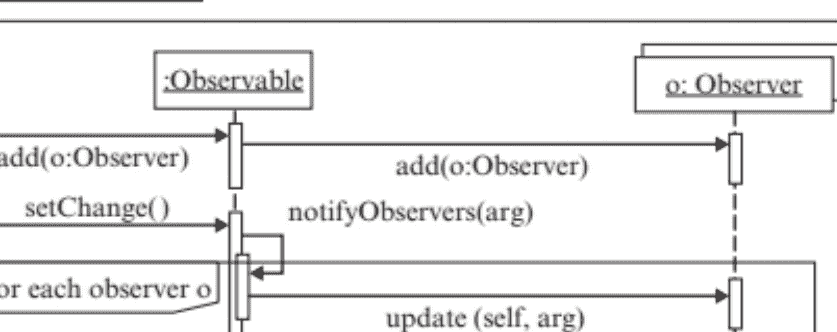 :Observable
o: Observer
add(o:Observer)
add(o:Observer)
setChange()
notifyObservers(arg)
or each observer o
update (self, arg)